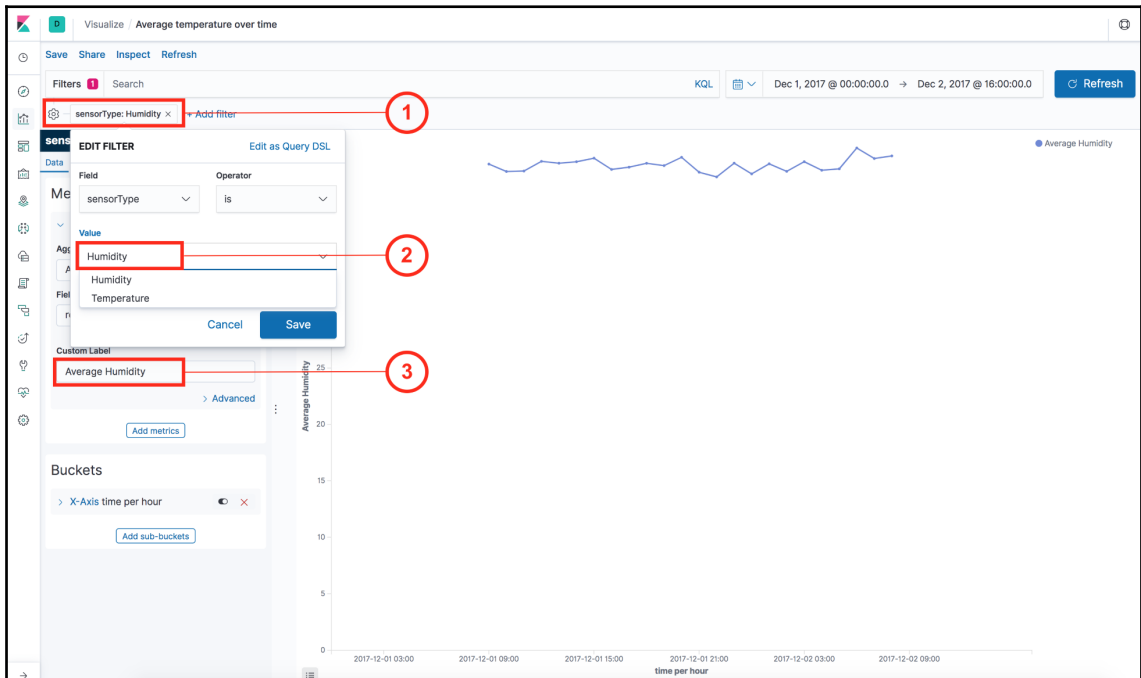 D Visualize / Average temperature over time
Save Share Inspect Refresh
Filters 1 Search KQL Dec 1, 2017 @ 00:00:00.0 → Dec 2, 2017 @ 16:00:00.0 Refresh
sensorType: Humidity × + Add filter
1
sens
EDIT FILTER Edit as Query DSL
Average Humidity
Data
Field Operator
Me
sensorType is
Value
Agg
Humidity
2
A
Humidity
Fiel
Temperature
Cancel Save
Custom Label
Average Humidity
3
> Advanced
Add metrics
Buckets
> X-Axis time per hour ×
Add sub-buckets
Average Humidity
25
20
15
10
5
0
2017-12-01 03:00 2017-12-01 09:00 2017-12-01 15:00 2017-12-01 21:00 2017-12-02 03:00 2017-12-02 09:00
time per hour